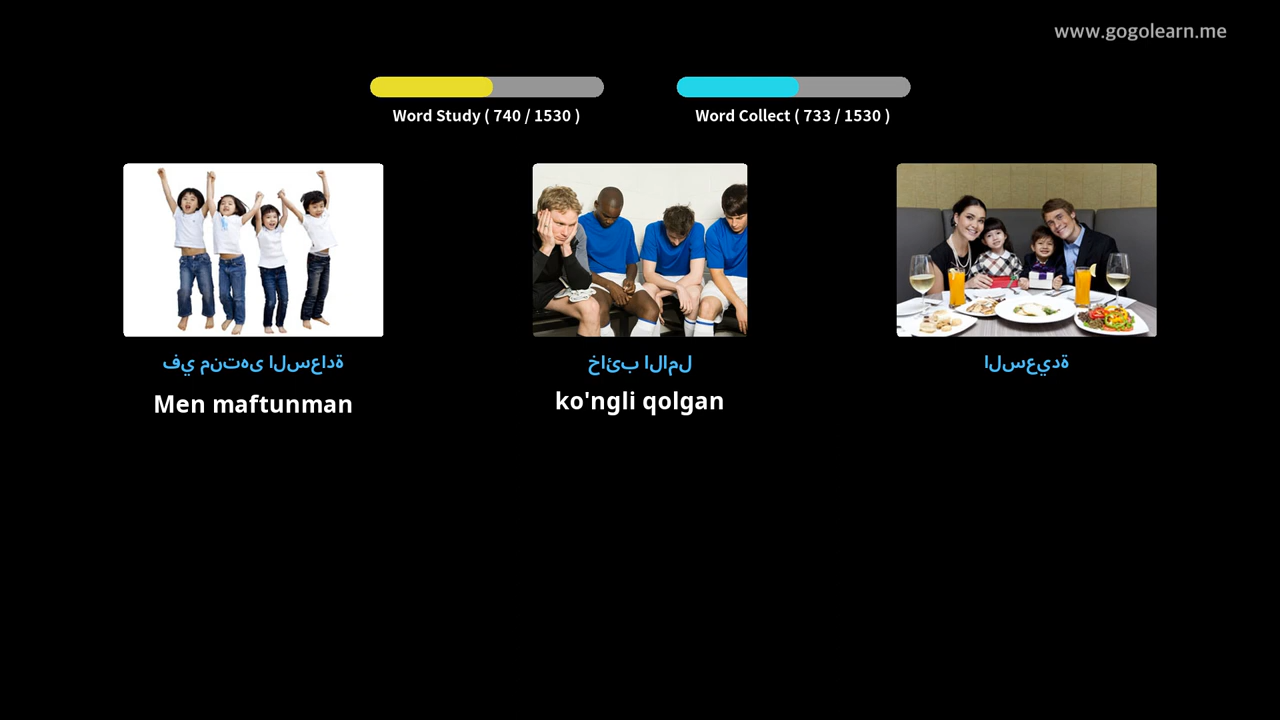 www.gogolearn.me
Word Study ( 740 / 1530 )
Word Collect ( 733 / 1530 )
في منتهى السعادة
خائب الامل
السعيدة
Men maftunman
ko'ngli qolgan